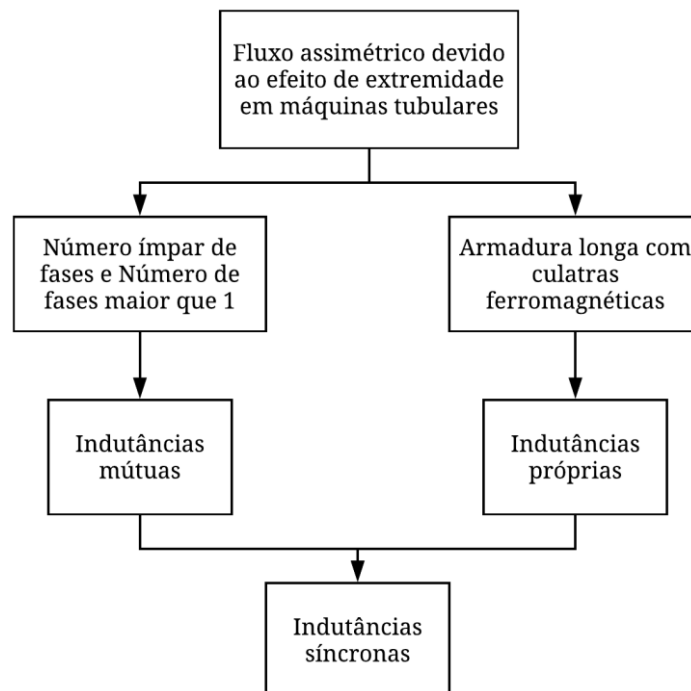 Fluxo assimétrico devido
ao efeito de extremidade
em máquinas tubulares
Número ímpar de
fases e Número de
fases maior que 1
Armadura longa com
culatras
ferromagnéticas
Indutâncias
mútuas
Indutâncias
próprias
Indutâncias
síncronas